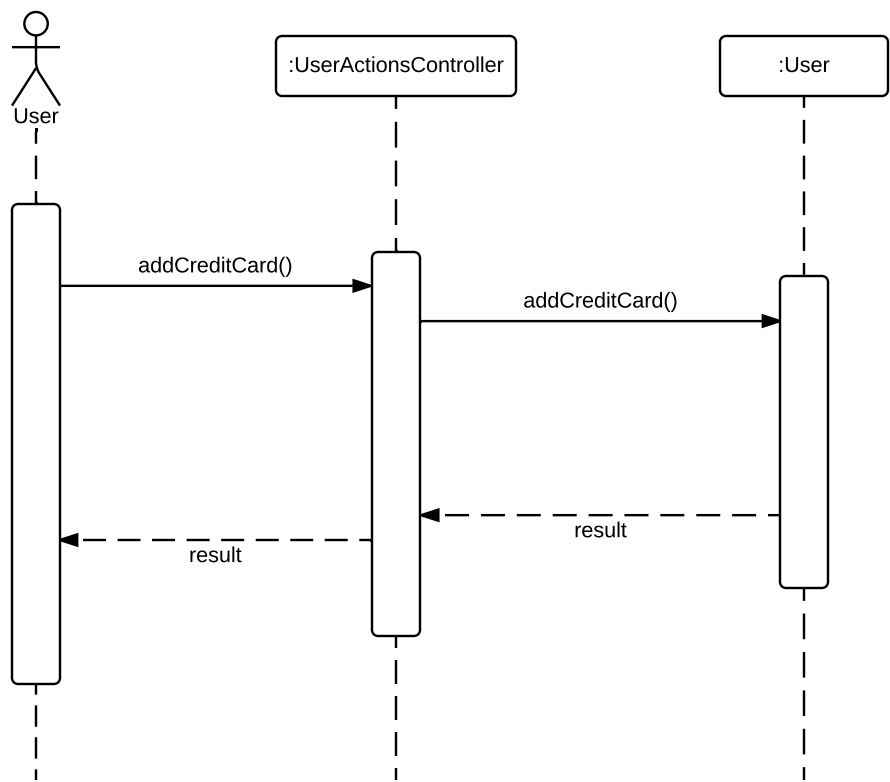 User
:UserActionsController
:User
addCreditCard()
addCreditCard()
result
result